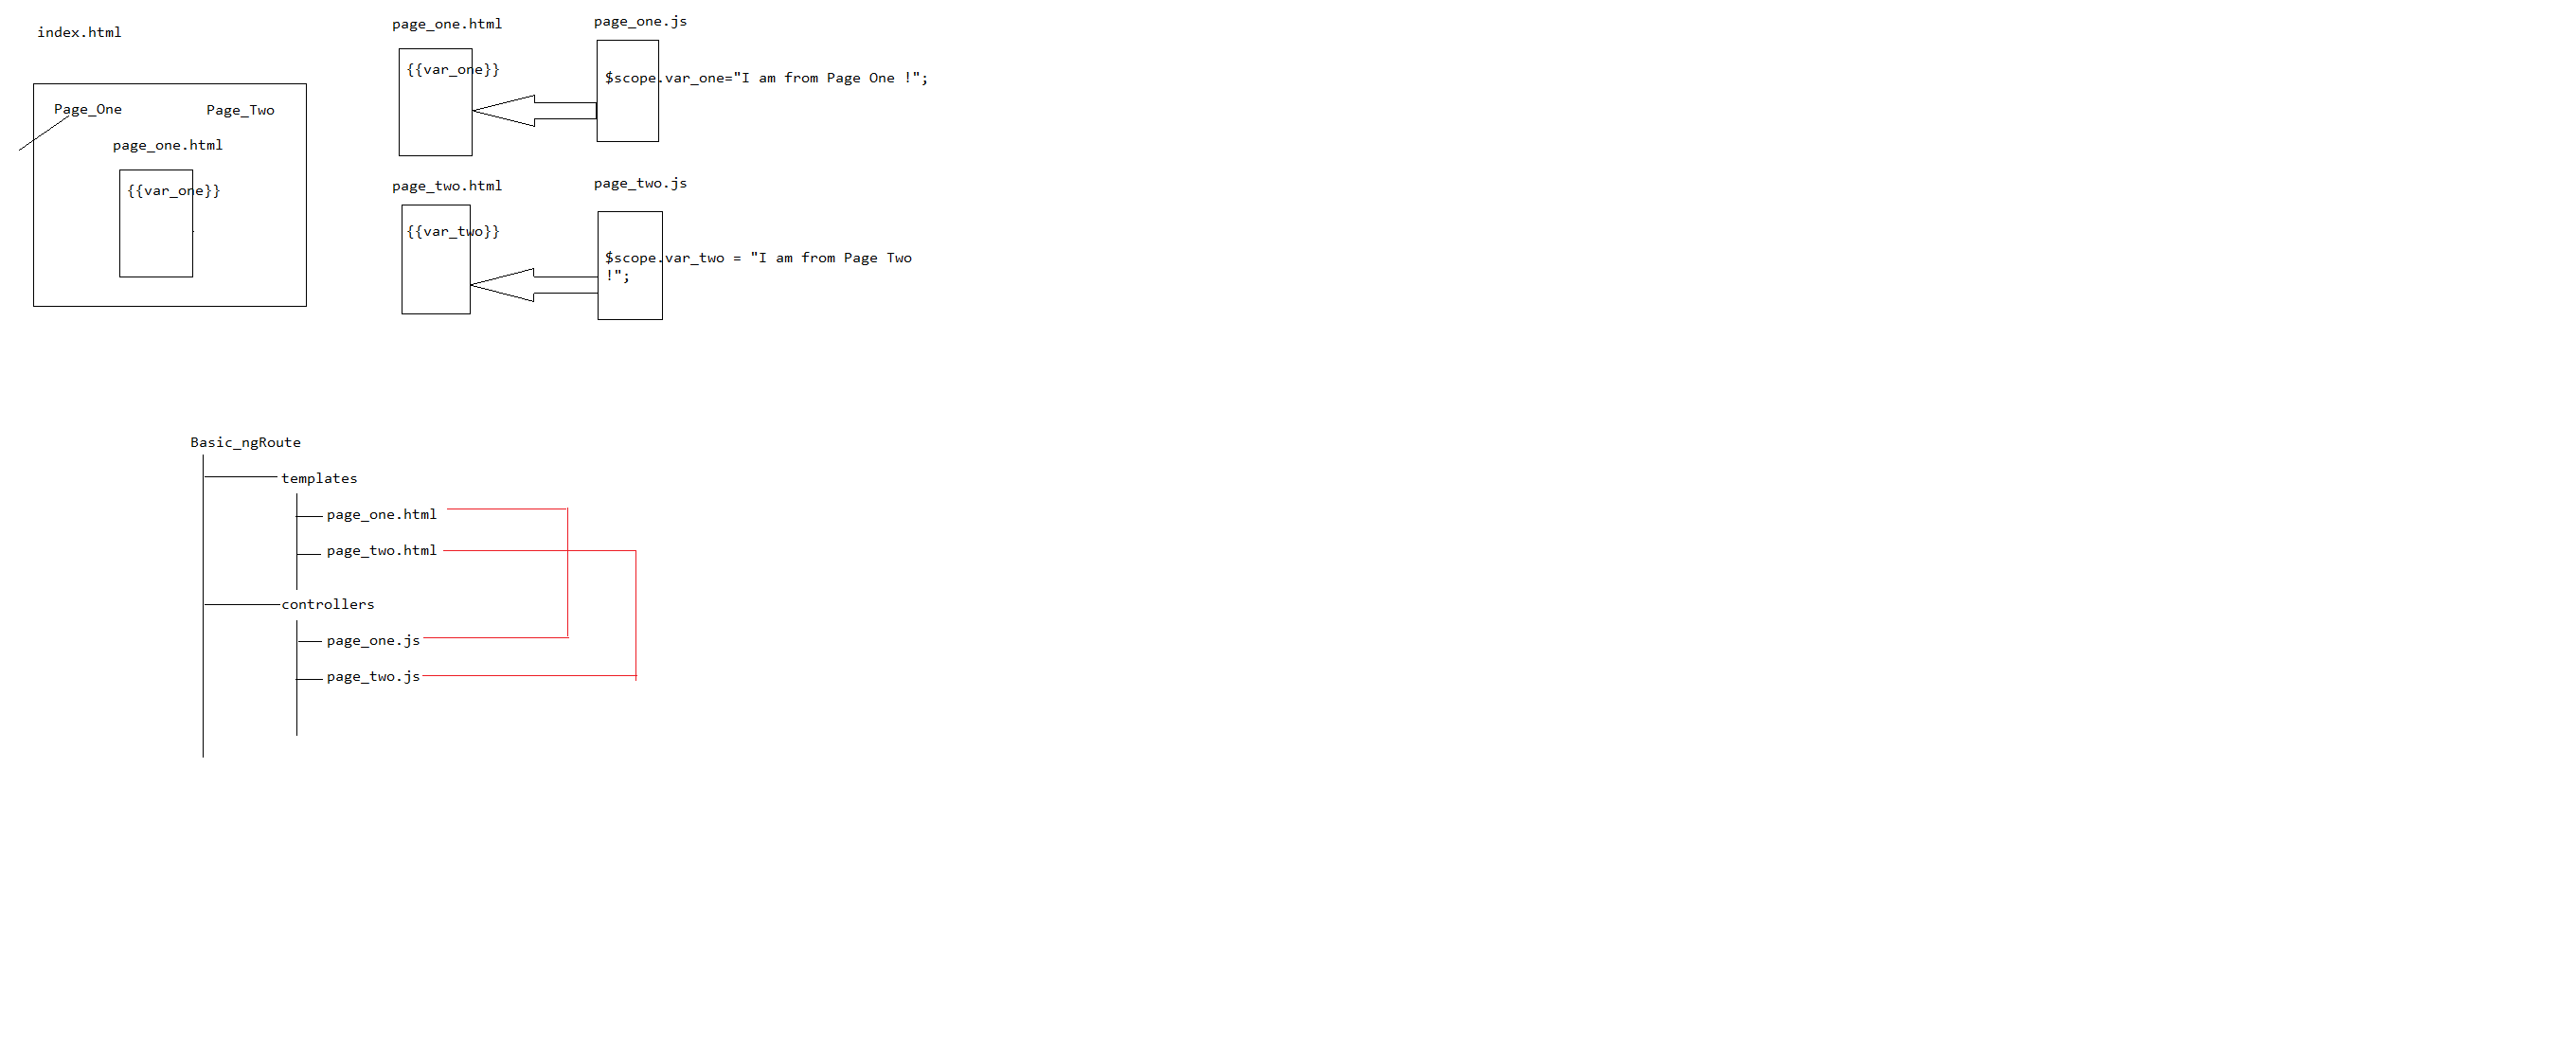 index.html
Page_One
Page_Two
page_one.html
{{var_one}}
page_one.html
{{var_one}}
page_one.js
$scope.var_one="I am from Page One !";
page_two.html
{{var_two}}
page_two.js
$scope.var_two = "I am from Page Two
!";
Basic_ngRoute
templates
page_one.html
page_two.html
controllers
page_one.js
page_two.js